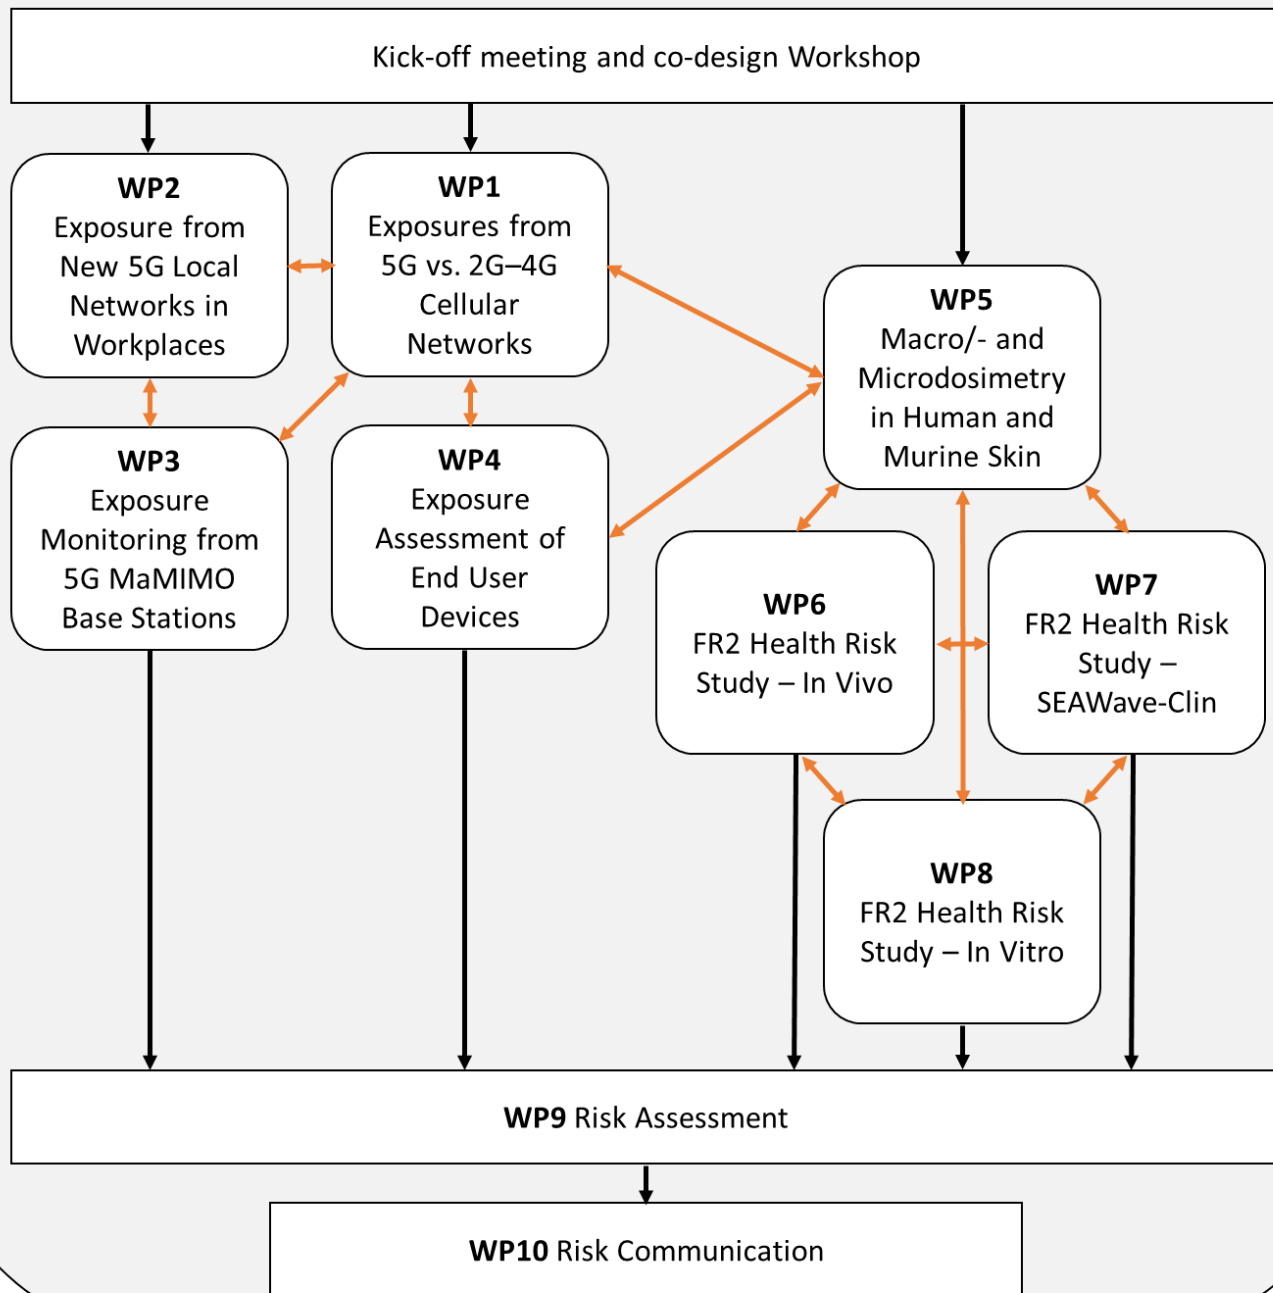 Kick-off meeting and co-design Workshop
WP2
Exposure from
New 5G Local
Networks in
Workplaces
WP1
Exposures from
5G vs. 2G–4G
Cellular
Networks
WP5
Macro/- and
Microdosimetry
in Human and
Murine Skin
WP3
Exposure
Monitoring from
5G MaMIMO
Base Stations
WP4
Exposure
Assessment of
End User
Devices
WP6
FR2 Health Risk
Study – In Vivo
WP7
FR2 Health Risk
Study –
SEAWave-Clin
WP8
FR2 Health Risk
Study – In Vitro
WP9 Risk Assessment
WP10 Risk Communication